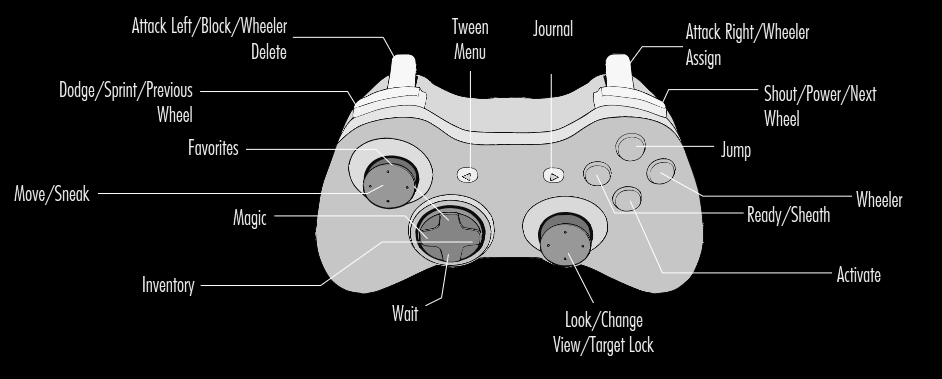 Attack Left/Block/Wheeler
Delete
Tween
Menu
Journal
Attack Right/Wheeler
Assign
Dodge/Sprint/Previous
Wheel
Shout/Power/Next
Wheel
Favorites
Jump
Move/Sneak
Wheeler
Magic
Ready/Sheath
Inventory
Activate
Wait
Look/Change
View/Target Lock